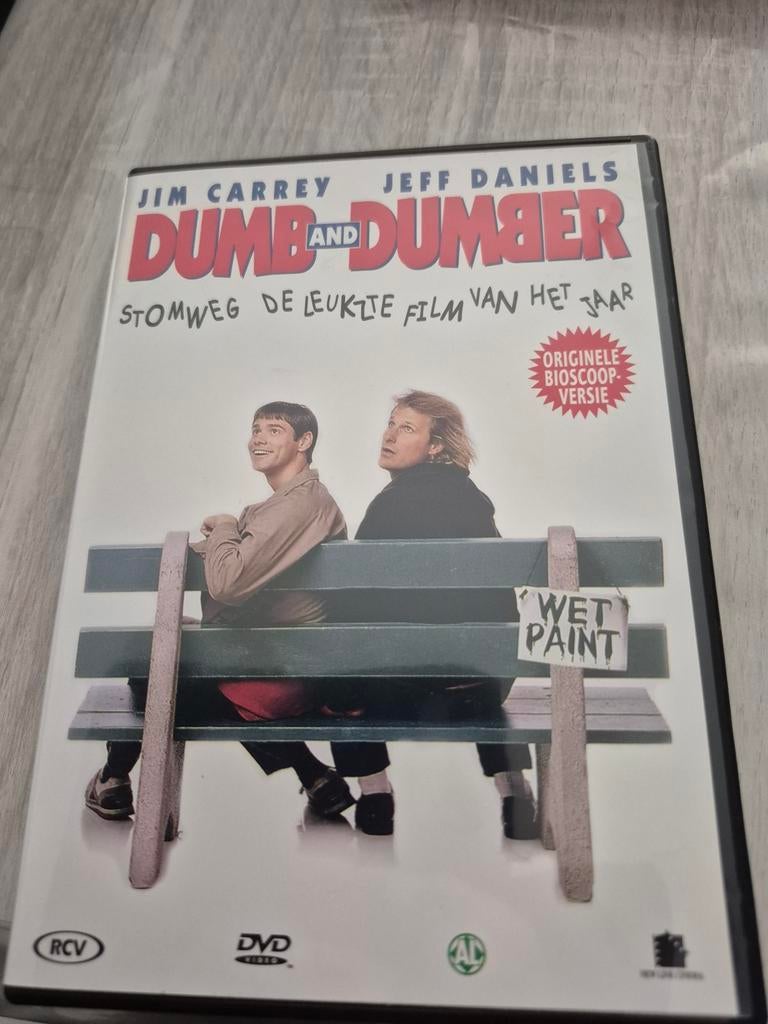 JIM CARREY JEFF DANIELS
DUMB AND DUMBER
STOMWEG DE LEUKZTE FILM VAN HET JAAR
ORIGINELE
BIOSCOOP-
VERSIE
WET
PAINT
RCV
DVD
VIDEO
AL